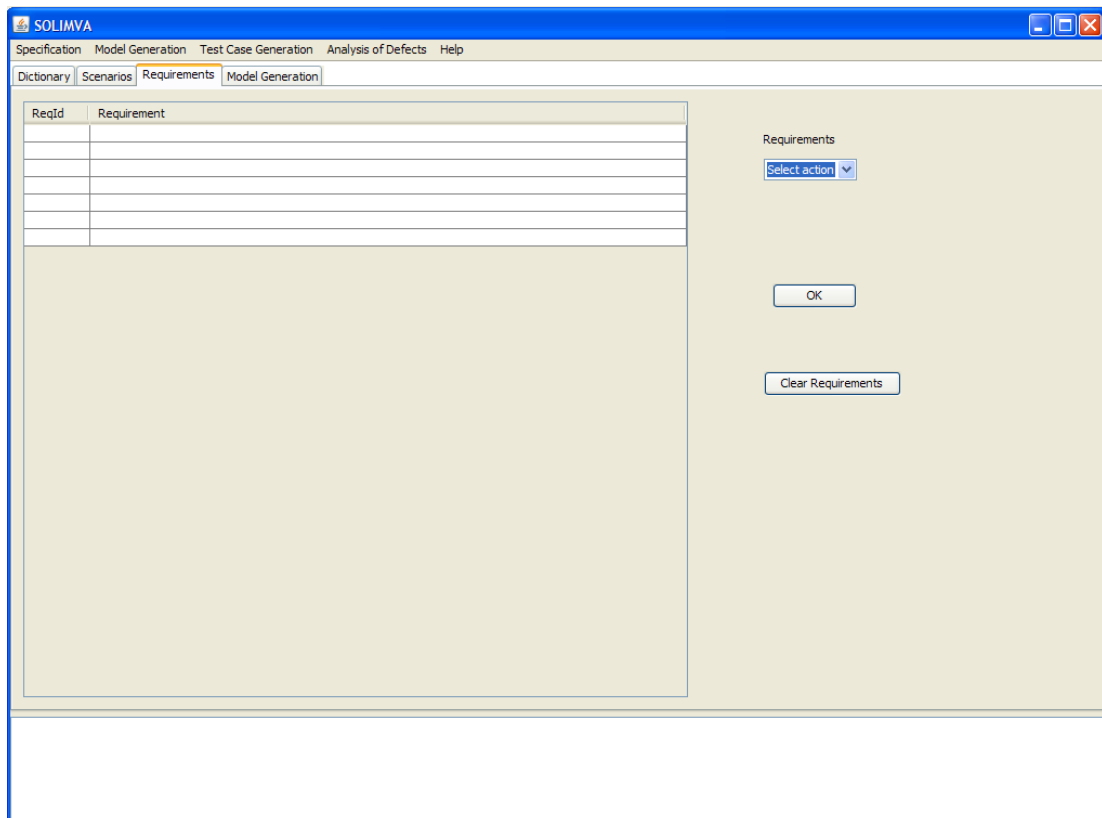 SOLIMVA
Specification Model Generation Test Case Generation Analysis of Defects Help
Dictionary Scenarios Requirements Model Generation
ReqId Requirement
Requirements
Select action
OK
Clear Requirements